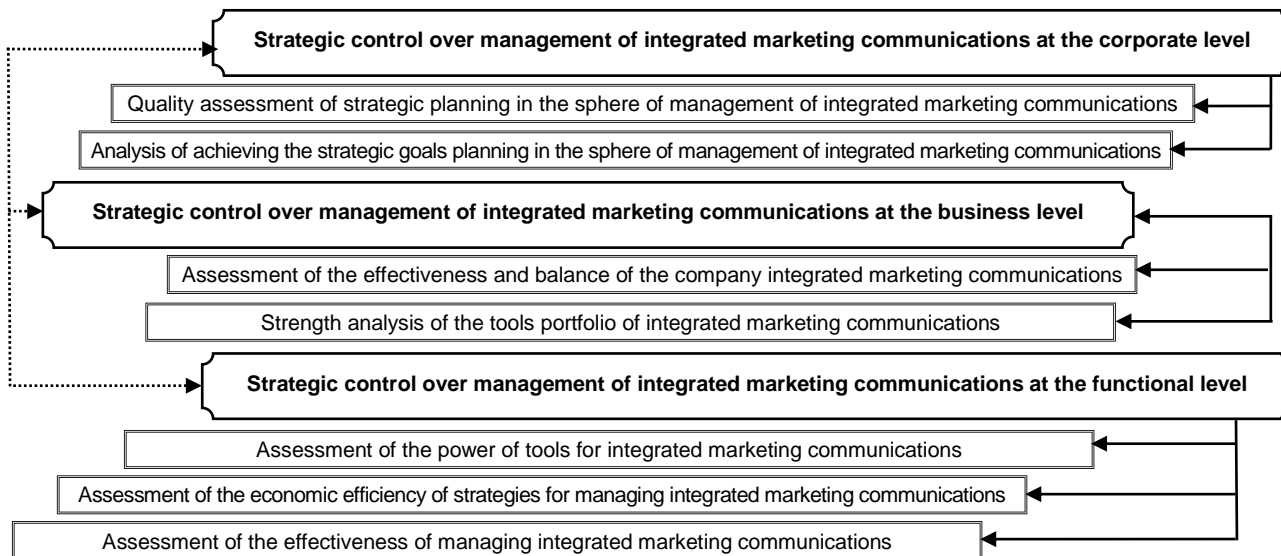 Strategic control over management of integrated marketing communications at the corporate level
Quality assessment of strategic planning in the sphere of management of integrated marketing communications
Analysis of achieving the strategic goals planning in the sphere of management of integrated marketing communications
Strategic control over management of integrated marketing communications at the business level
Assessment of the effectiveness and balance of the company integrated marketing communications
Strength analysis of the tools portfolio of integrated marketing communications
Strategic control over management of integrated marketing communications at the functional level
Assessment of the power of tools for integrated marketing communications
Assessment of the economic efficiency of strategies for managing integrated marketing communications
Assessment of the effectiveness of managing integrated marketing communications